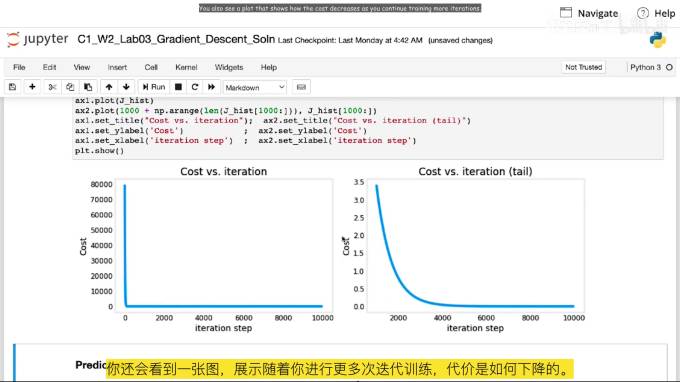 You also see a plot that shows how the cost decreases as you continue training more iterations.
Navigate Help
jupyter C1_W2_Lab03_Gradient_Descent_Soln Last Checkpoint: Last Monday at 4:42 AM (unsaved changes)
File Edit View Insert Cell Kernel Widgets Help Not Trusted Python 3
Run Markdown
ax1.plot(J_hist)
ax2.plot(1000 + np.arange(len(J_hist[1000:])), J_hist[1000:])
ax1.set_title("Cost vs. iteration"); ax2.set_title("Cost vs. iteration (tail)")
ax1.set_ylabel('Cost') ; ax2.set_ylabel('Cost')
ax1.set_xlabel('iteration step') ; ax2.set_xlabel('iteration step')
plt.show()
Cost vs. iteration
80000
70000
60000
50000
40000
30000
20000
10000
0
Cost
0 2000 4000 6000 8000 10000
iteration step
Cost vs. iteration (tail)
3.5
3.0
2.5
2.0
1.5
1.0
0.5
0.0
Cost
2000 4000 6000 8000 10000
iteration step
Predic
你还会看到一张图，展示随着你进行更多次迭代训练，代价是如何下降的。